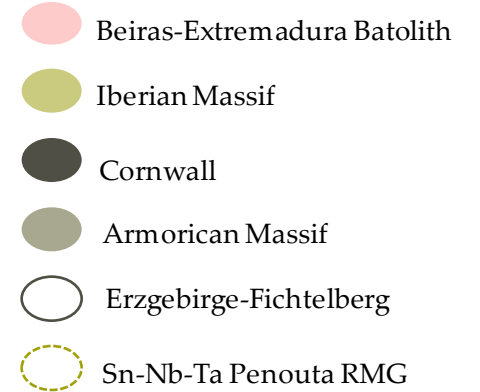 Beiras-Extremadura Batolith
Iberian Massif
Cornwall
Armorican Massif
Erzgebirge-Fichtelberg
Sn-Nb-Ta Penouta RMG